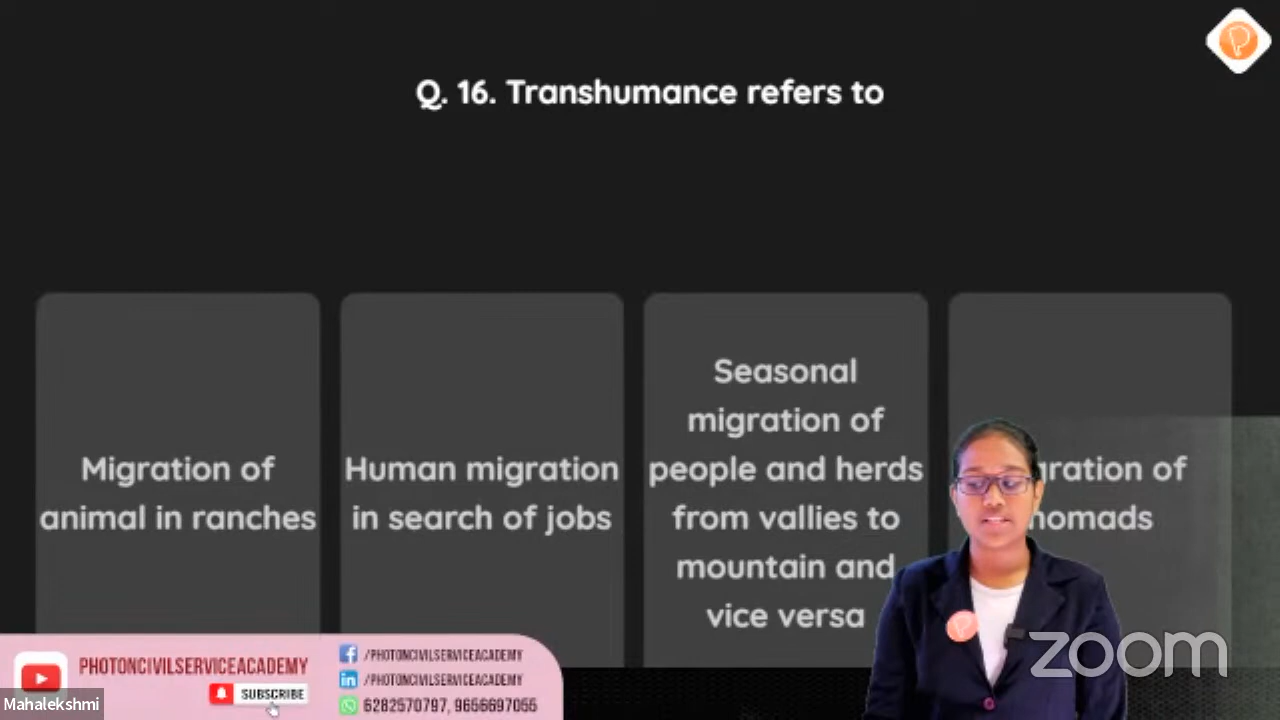 Q. 16. Transhumance refers to
Migration of
animal in ranches
Human migration
in search of jobs
Seasonal
migration of
people and herds
from vallies to
mountain and
vice versa
of
nomads
PHOTONCIVILSERVICEACADEMY
SUBSCRIBE
/PHOTONCIVILSERVICEACADEMY
/PHOTONCIVILSERVICEACADEMY
6282570797, 9656697055
Mahalekshmi
zoom